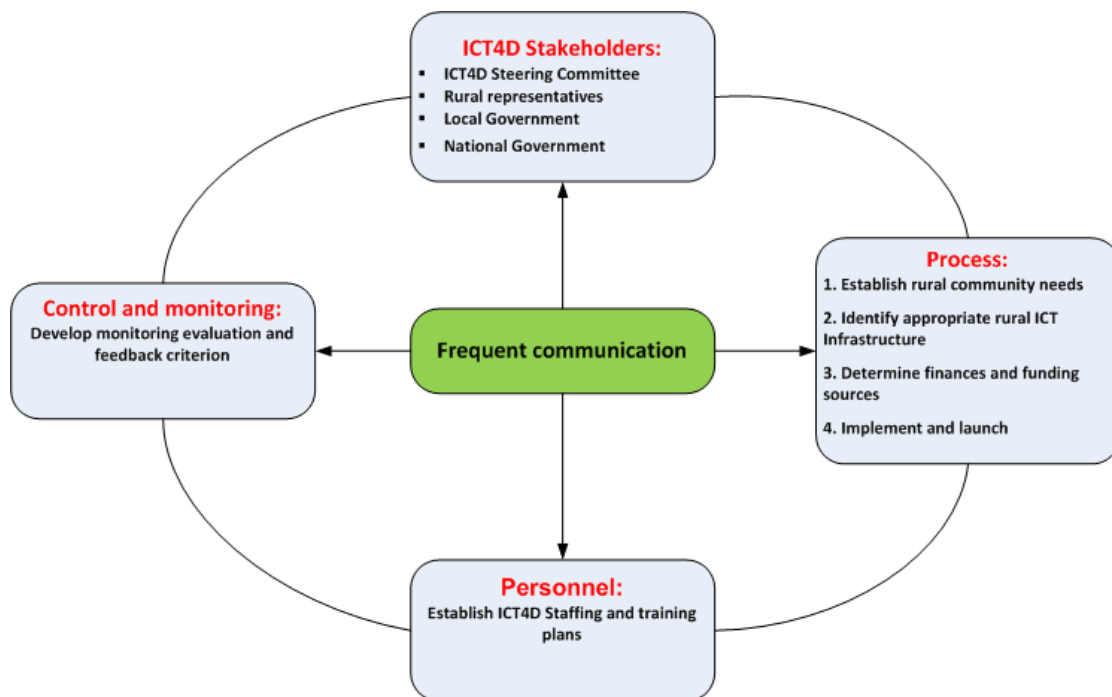 ICT4D Stakeholders:
▪ ICT4D Steering Committee
▪ Rural representatives
▪ Local Government
▪ National Government
Process:
1. Establish rural community needs
2. Identify appropriate rural ICT
Infrastructure
3. Determine finances and funding
sources
4. Implement and launch
Control and monitoring:
Develop monitoring evaluation and
feedback criterion
Frequent communication
Personnel:
Establish ICT4D Staffing and training
plans